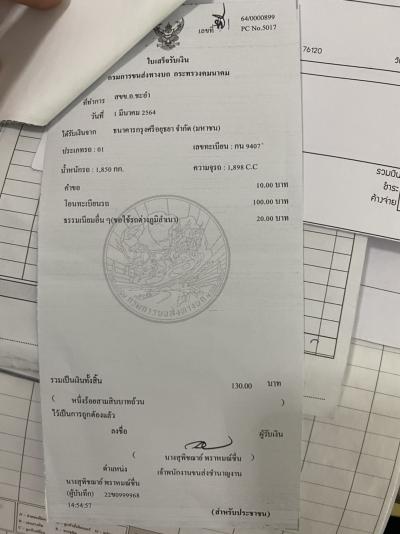 64/0000899
เลขที่
PC No.5017
ใบเสร็จรับเงิน
กรมการขนส่งทางบก กระทรวงคมนาคม
ที่ทำการ สขข.อ.ชะอำ
วันที่ 1 มีนาคม 2564
ได้รับเงินจาก ธนาคารกรุงศรีอยุธยา จำกัด (มหาชน)
ประเภทรถ : 01 เลขทะเบียน : กน 9407
น้ำหนักรถ : 1,850 กก. ความจุรถ : 1,898 C.C
คำขอ 10.00 บาท
โอนทะเบียนรถ 100.00 บาท
ธรรมเนียมอื่น ๆ(ขอใช้รถต่างภูมิลำเนา) 20.00 บาท
กรมการขนส่งทางบก
รวมเป็นเงินทั้งสิ้น 130.00 บาท
( หนึ่งร้อยสามสิบบาทถ้วน )
ไว้เป็นการถูกต้องแล้ว
ลงชื่อ ผู้รับเงิน
( นางสุพิชฌาย์ พราหมณ์ชื่น )
ตำแหน่ง เจ้าพนักงานขนส่งชำนาญงาน
นางสุพิชฌาย์ พราหมณ์ชื่น
(ผู้บันทึก) 22ข0999968
14:54:57
(สำหรับประชาชน)
76120
รวมเงิน
ชำระ
ค้างจ่าย